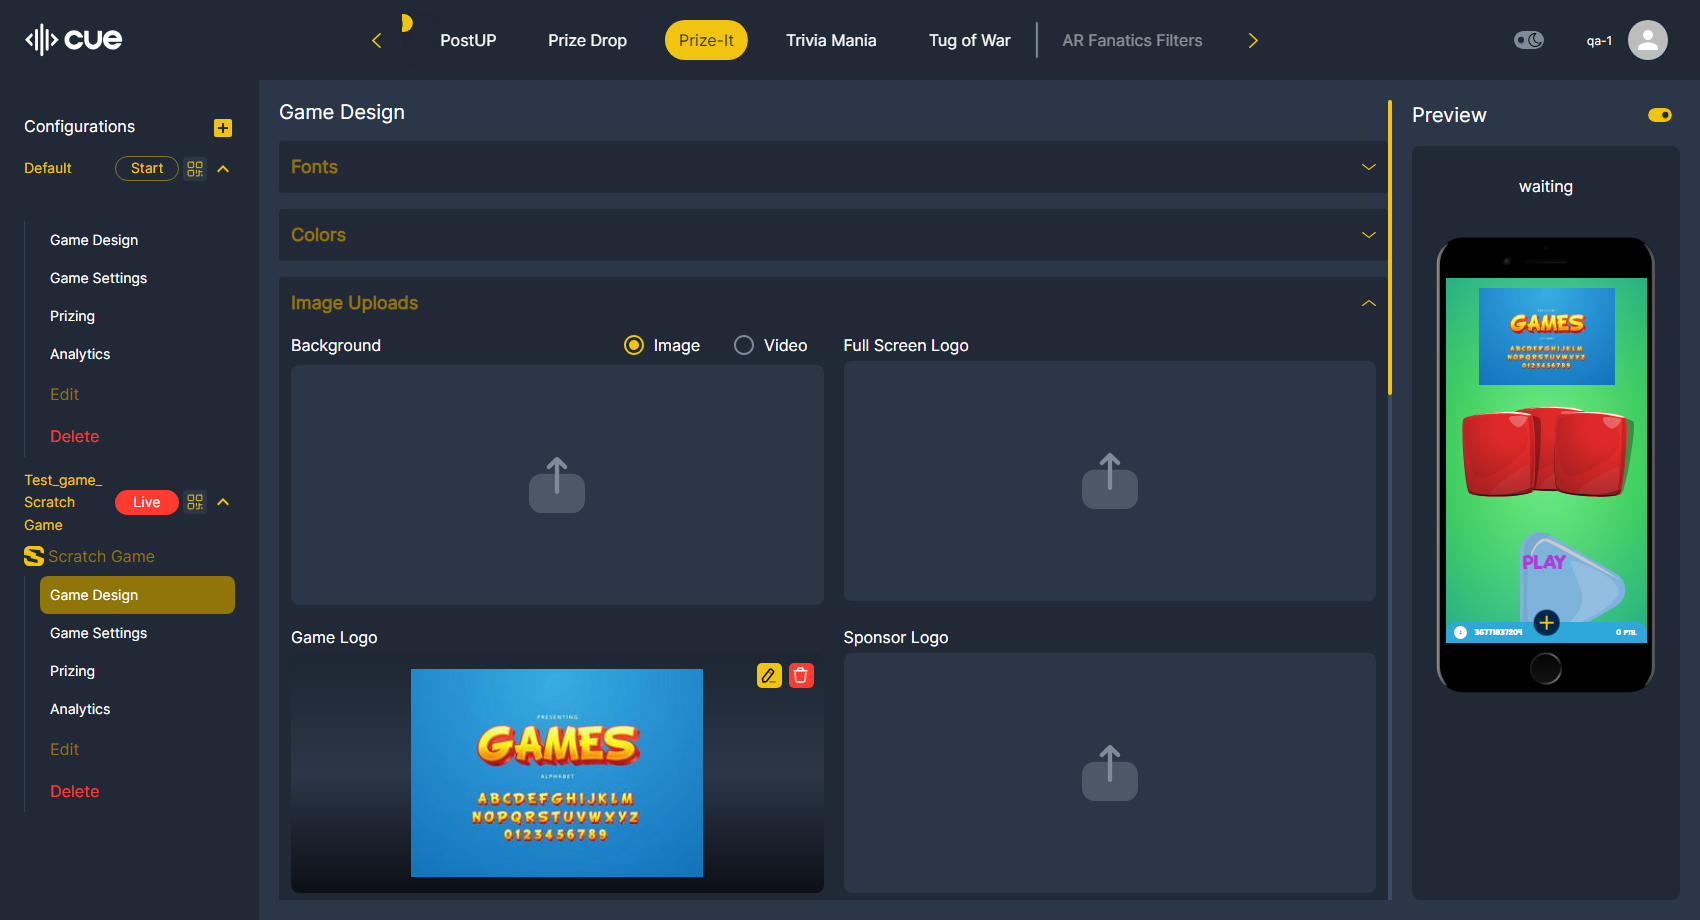 cue
PostUP
Prize Drop
Prize-It
Trivia Mania
Tug of War
AR Fanatics Filters
qa-1
Configurations
Default
Start
Game Design
Game Settings
Prizing
Analytics
Edit
Delete
Test_game_
Scratch
Game
Live
Scratch Game
Game Design
Game Settings
Prizing
Analytics
Edit
Delete
Game Design
Fonts
Colors
Image Uploads
Background
Image
Video
Full Screen Logo
Game Logo
Sponsor Logo
PRESENTING
GAMES
ALPHABET
ABCDEFGHIJKLM
NOPQRSTUVWXYZ
0123456789
Preview
waiting
GAMES
ABCDEFGHIJKLM
NOPQRSTUVWXYZ
0123456789
PLAY
36771837204
0 PTS.